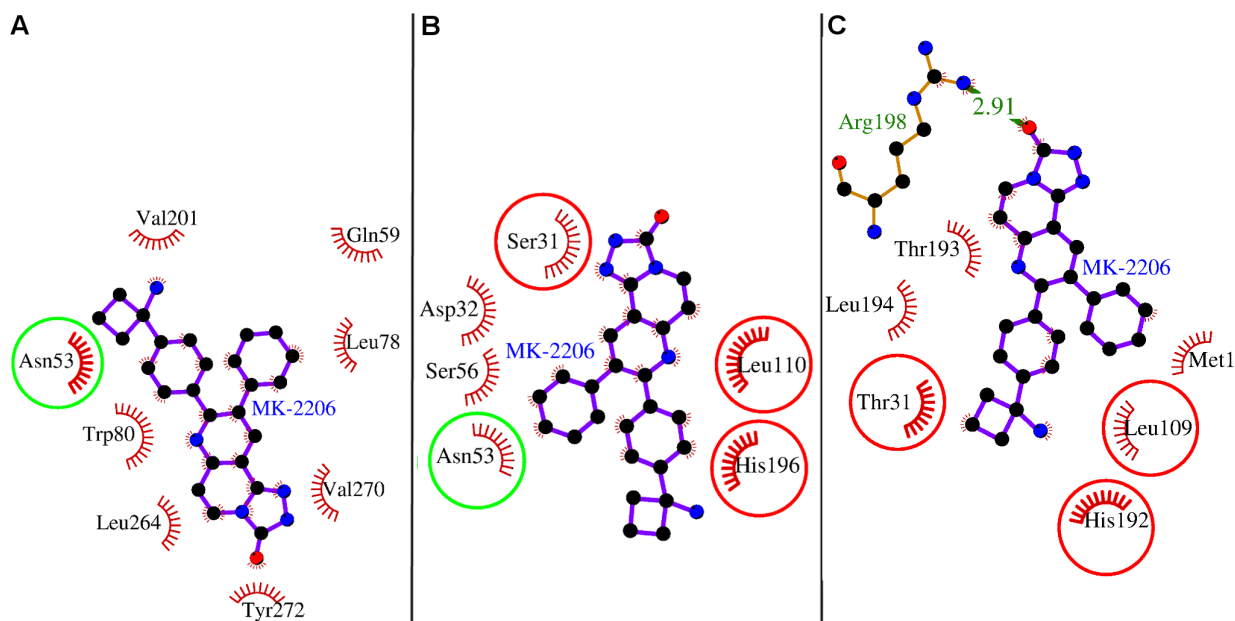 A
Val201
Gln59
Asn53
Leu78
MK-2206
Trp80
Val270
Leu264
Tyr272
B
Ser31
Asp32
MK-2206
Ser56
Leu110
Asn53
His196
C
2.91
Arg198
Thr193
MK-2206
Leu194
Met1
Thr31
Leu109
His192